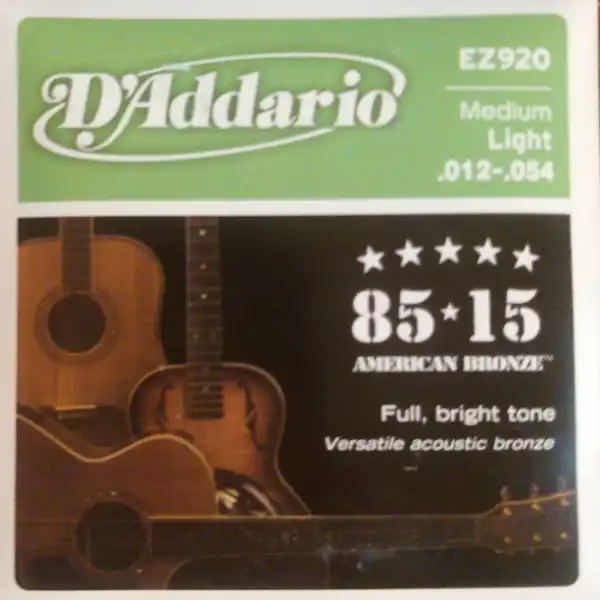 D'Addario
EZ920
Medium
Light
.012-.054
85★15
AMERICAN BRONZE™
Full, bright tone
Versatile acoustic bronze